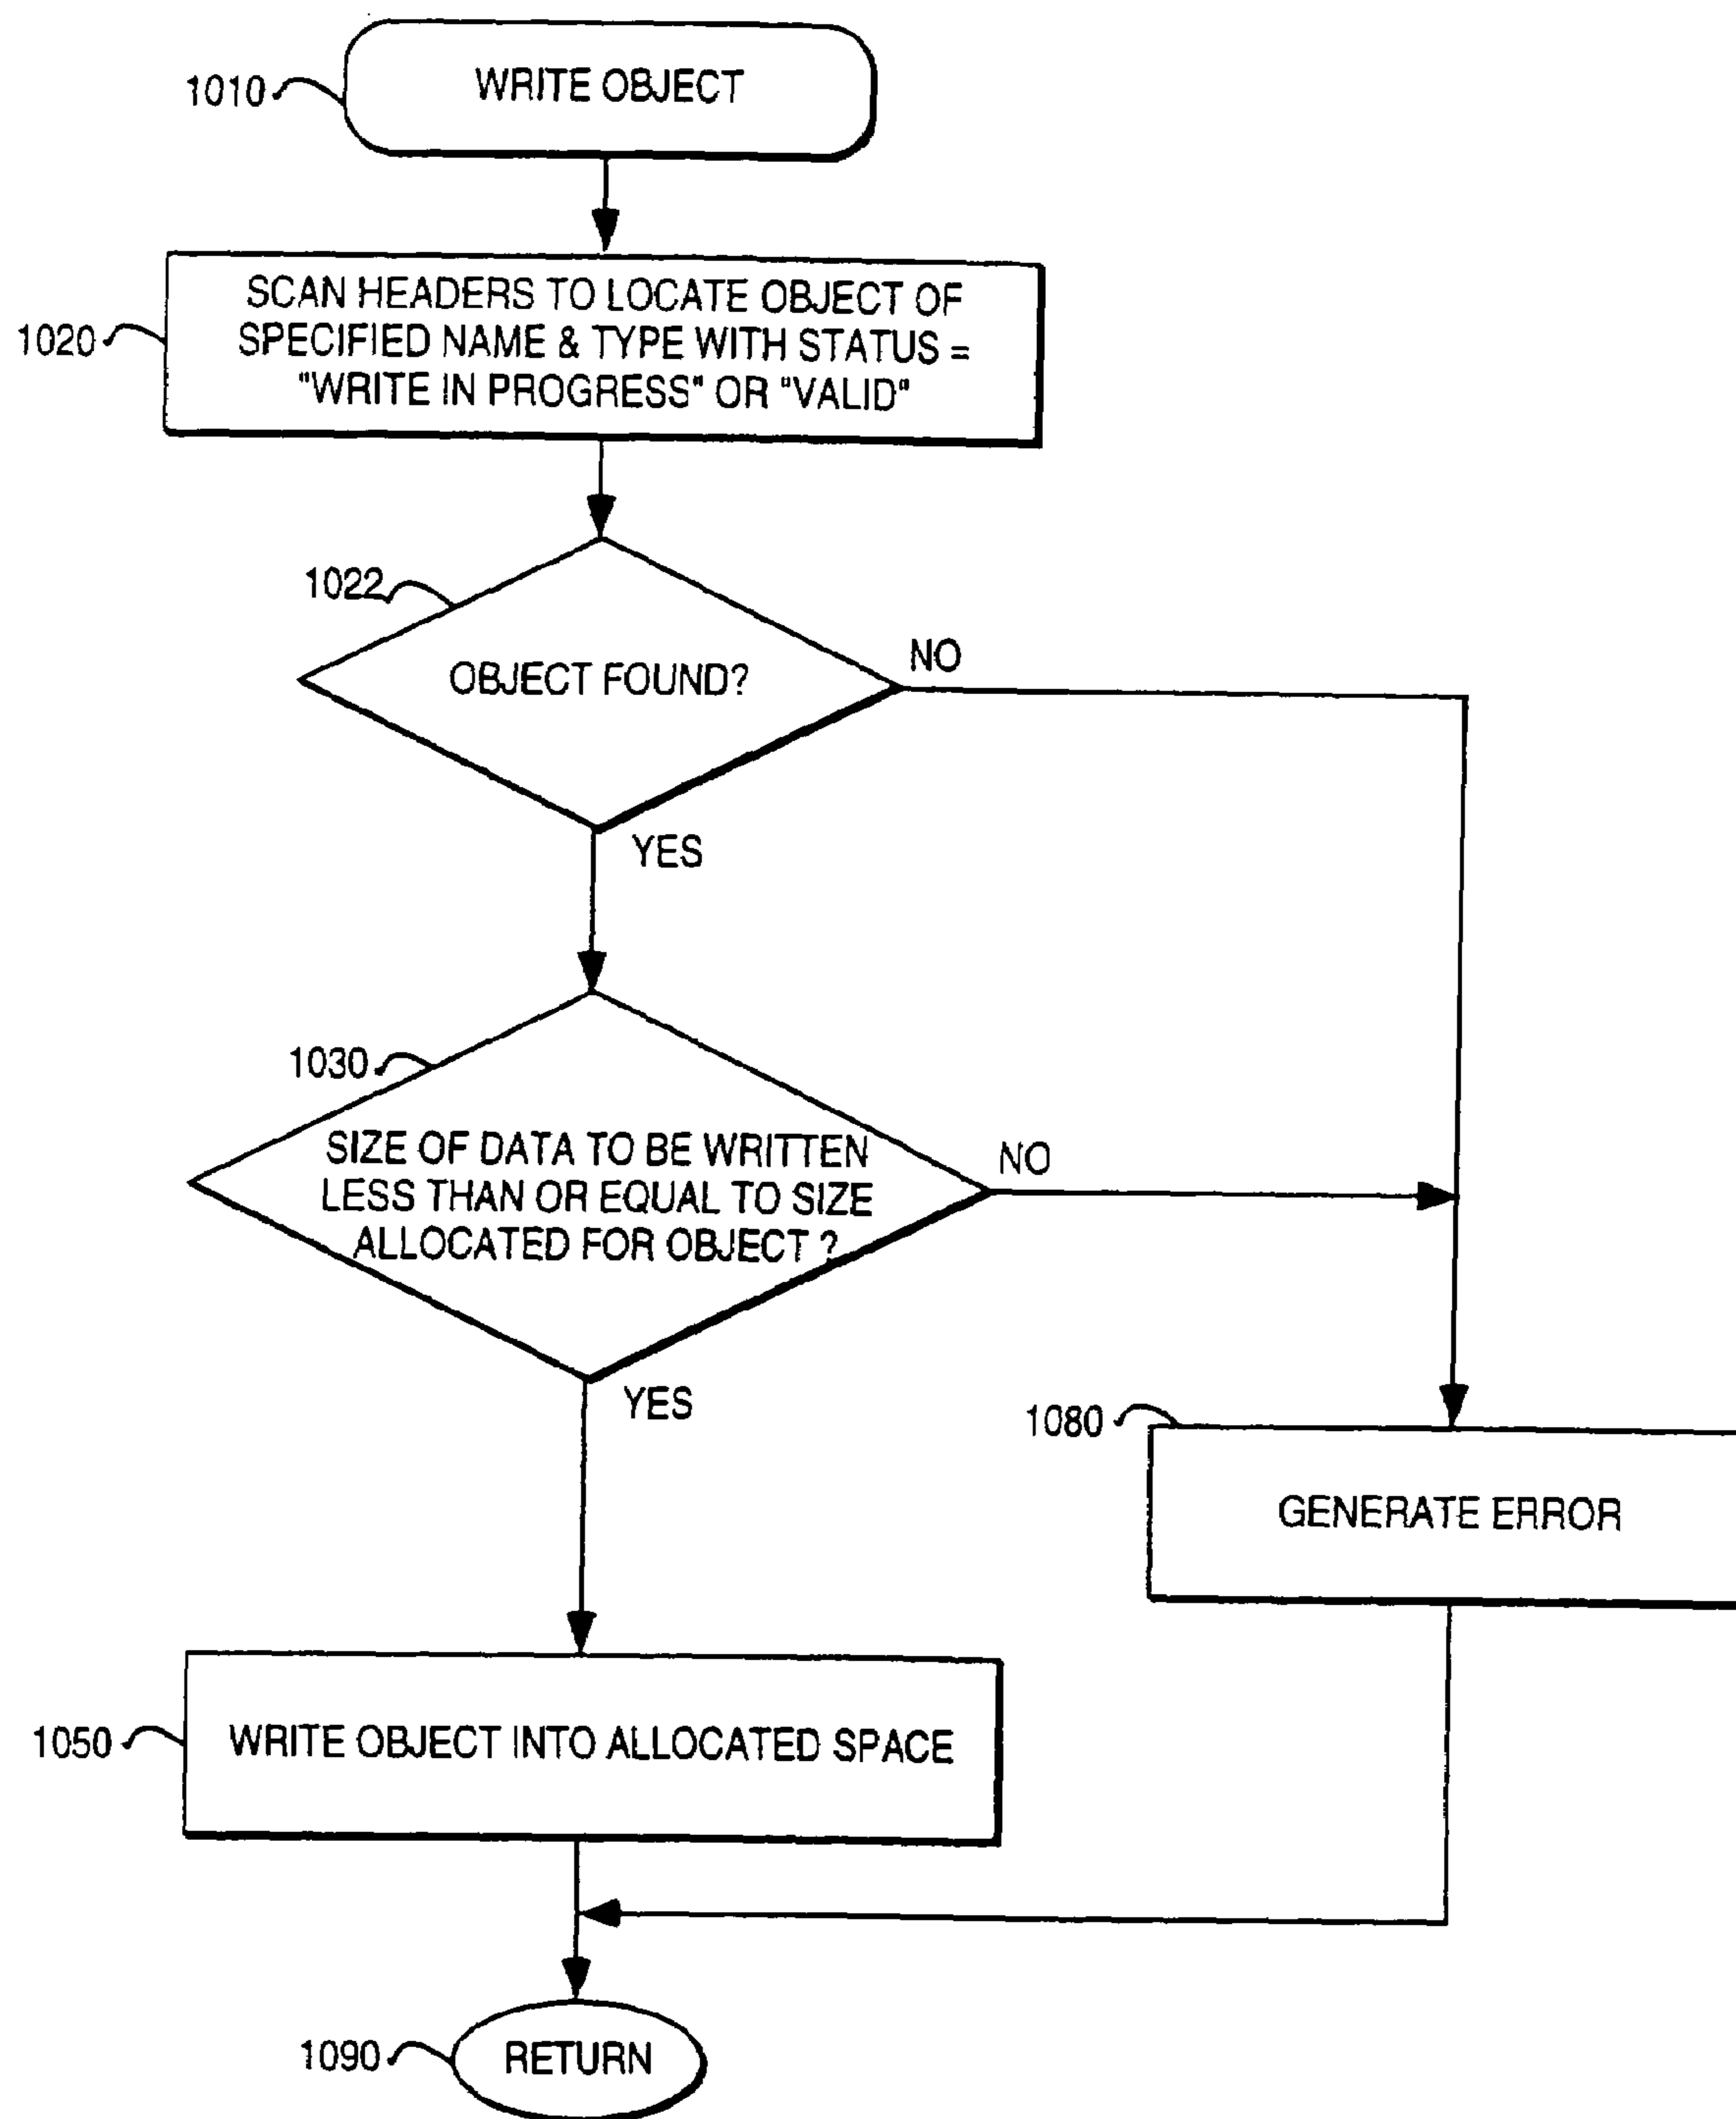 1010
WRITE OBJECT
1020
SCAN HEADERS TO LOCATE OBJECT OF
SPECIFIED NAME & TYPE WITH STATUS =
"WRITE IN PROGRESS" OR "VALID"
1022
OBJECT FOUND?
NO
YES
1030
SIZE OF DATA TO BE WRITTEN
LESS THAN OR EQUAL TO SIZE
ALLOCATED FOR OBJECT ?
NO
YES
1080
GENERATE ERROR
1050
WRITE OBJECT INTO ALLOCATED SPACE
1090
RETURN